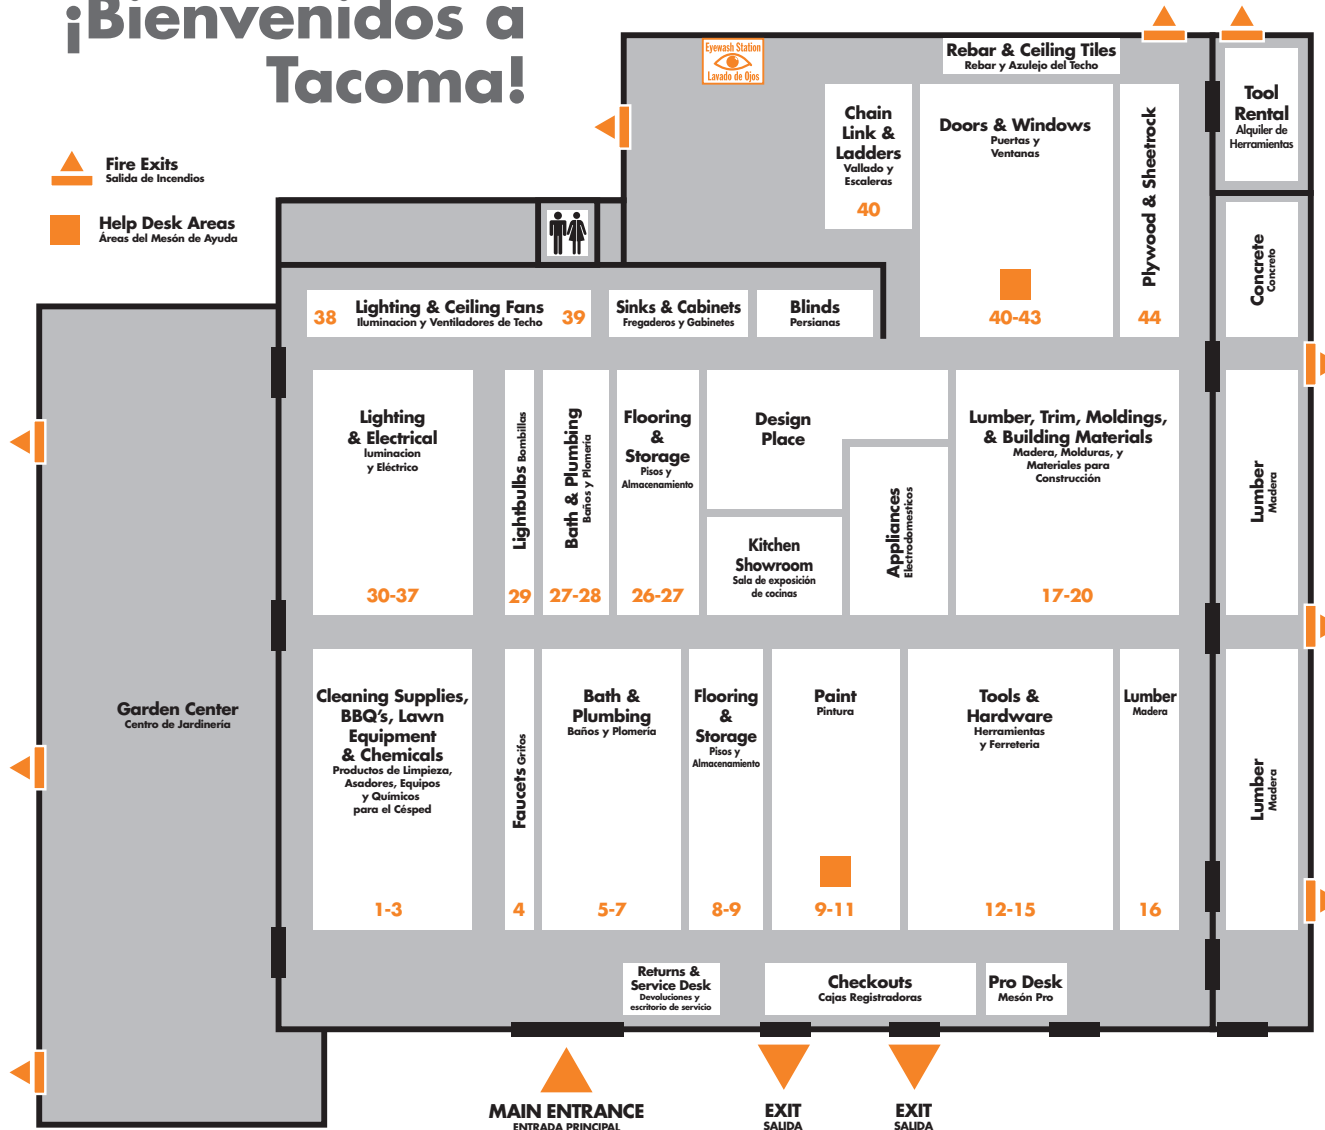 ¡Bienvenidos a
Tacoma!
Fire Exits
Salida de Incendios
Help Desk Areas
Áreas del Mesón de Ayuda
Eyewash Station
Lavado de Ojos
Rebar & Ceiling Tiles
Rebar y Azulejo del Techo
Chain
Link &
Ladders
Vallado y
Escaleras
40
Doors & Windows
Puertas y
Ventanas
40-43
Plywood & Sheetrock
44
Tool
Rental
Alquiler de
Herramientas
Concrete
Concreto
38
Lighting & Ceiling Fans
Iluminacion y Ventiladores de Techo
39
Sinks & Cabinets
Fregaderos y Gabinetes
Blinds
Persianas
Lighting
& Electrical
luminacion
y Eléctrico
30-37
Lightbulbs Bombillas
29
Bath & Plumbing
Baños y Plomería
27-28
Flooring
&
Storage
Pisos y
Almacenamiento
26-27
Design
Place
Kitchen
Showroom
Sala de exposición
de cocinas
Appliances
Electrodomesticos
Lumber, Trim, Moldings,
& Building Materials
Madera, Molduras, y
Materiales para
Construcción
17-20
Lumber
Madera
Garden Center
Centro de Jardinería
Cleaning Supplies,
BBQ's, Lawn
Equipment
& Chemicals
Productos de Limpieza,
Asadores, Equipos
y Químicos
para el Césped
1-3
Faucets Grifos
4
Bath &
Plumbing
Baños y Plomería
5-7
Flooring
&
Storage
Pisos y
Almacenamiento
8-9
Paint
Pintura
9-11
Tools &
Hardware
Herramientas
y Ferreteria
12-15
Lumber
Madera
16
Lumber
Madera
Returns &
Service Desk
Devoluciones y
escritorio de servicio
Checkouts
Cajas Registradoras
Pro Desk
Mesón Pro
MAIN ENTRANCE
ENTRADA PRINCIPAL
EXIT
SALIDA
EXIT
SALIDA